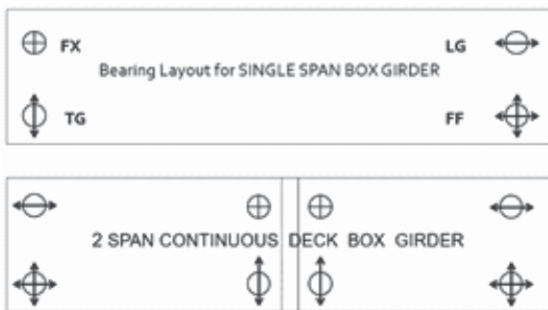 FX LG
Bearing Layout for SINGLE SPAN BOX GIRDER
TG FF
2 SPAN CONTINUOUS DECK BOX GIRDER